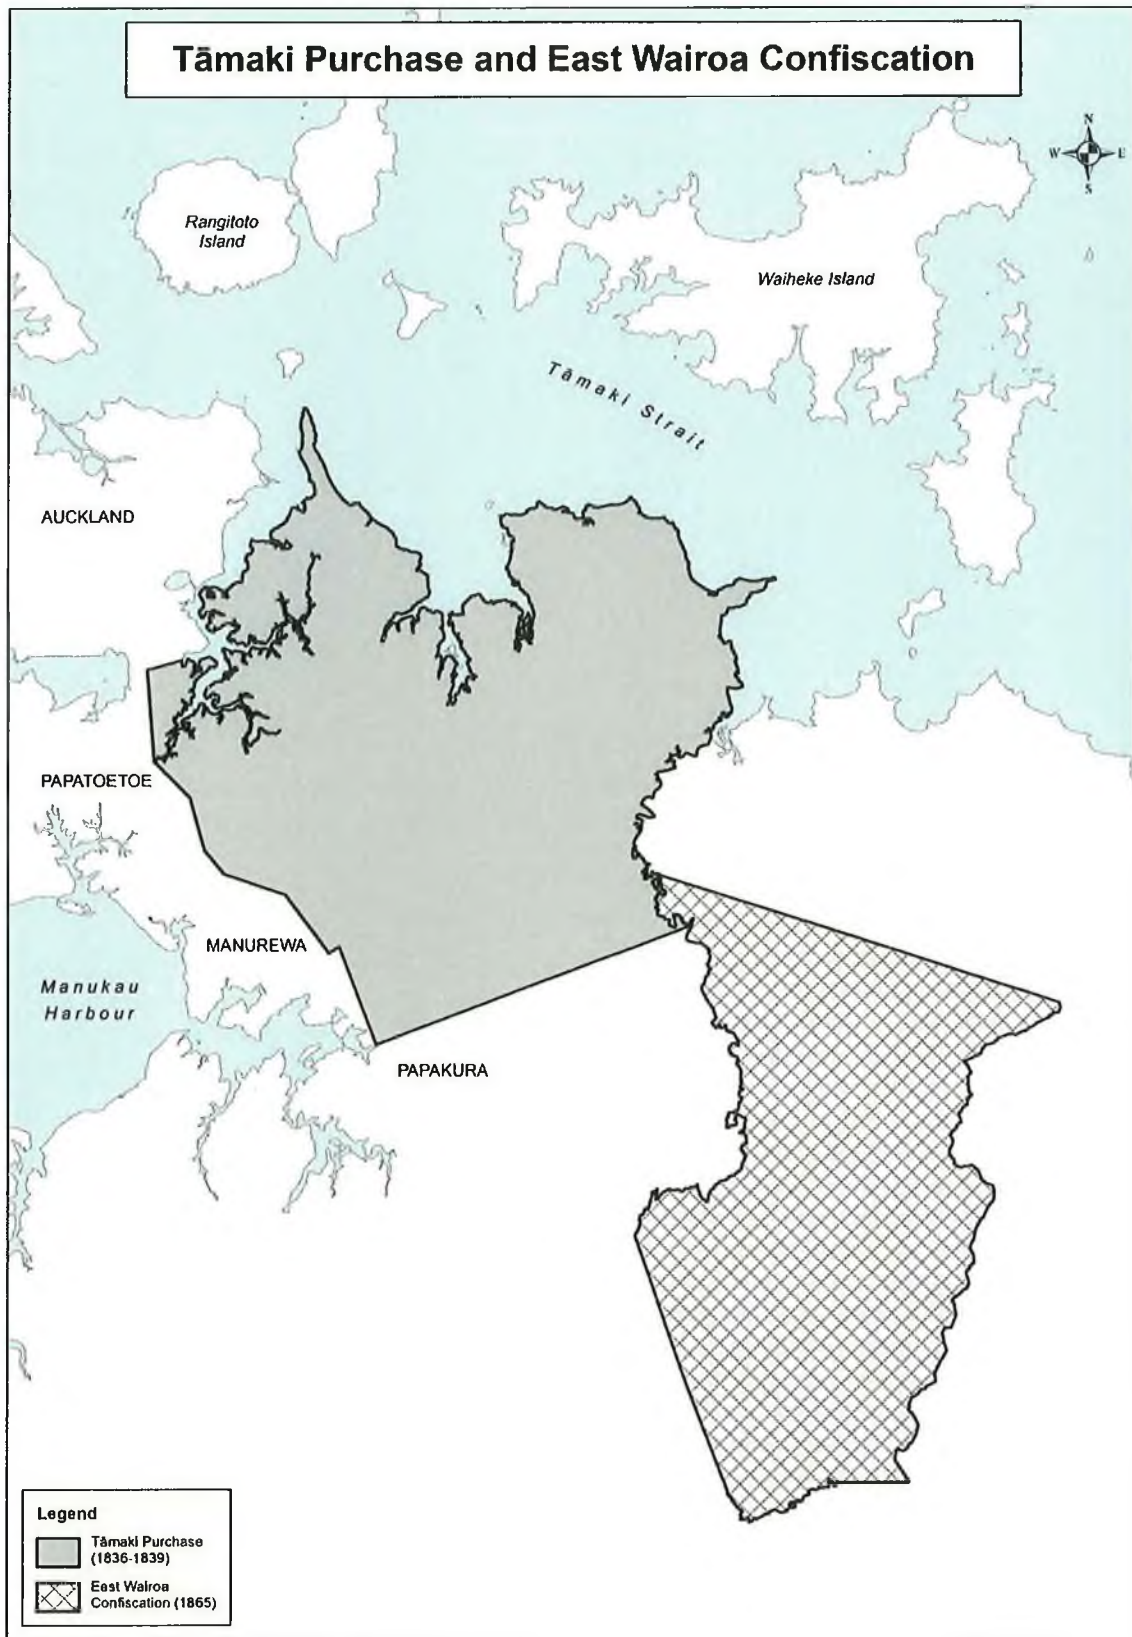 Tāmaki Purchase and East Wairoa Confiscation
N
W
E
S
Rangitoto
Island
Waiheke Island
Tāmaki Strait
AUCKLAND
PAPATOETOE
MANUREWA
Manukau
Harbour
PAPAKURA
Legend
Tāmaki Purchase
(1836-1839)
East Wairoa
Confiscation (1865)